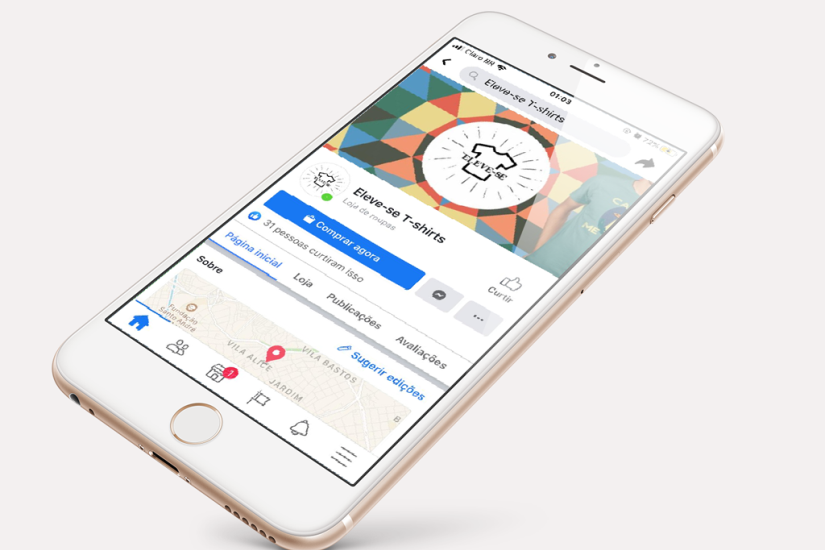 Claro BR
01:03
72%
Eleve-se T-shirts
ELEVE-SE
Eleve-se T-shirts
Loja de roupas
Comprar agora
31 pessoas curtiram isso
Curtir
Página inicial
Loja
Publicações
Avaliações
Sobre
Sugerir edições
Fundação
Santo André
VILA ALICE
VILA BASTOS
JARDIM
1